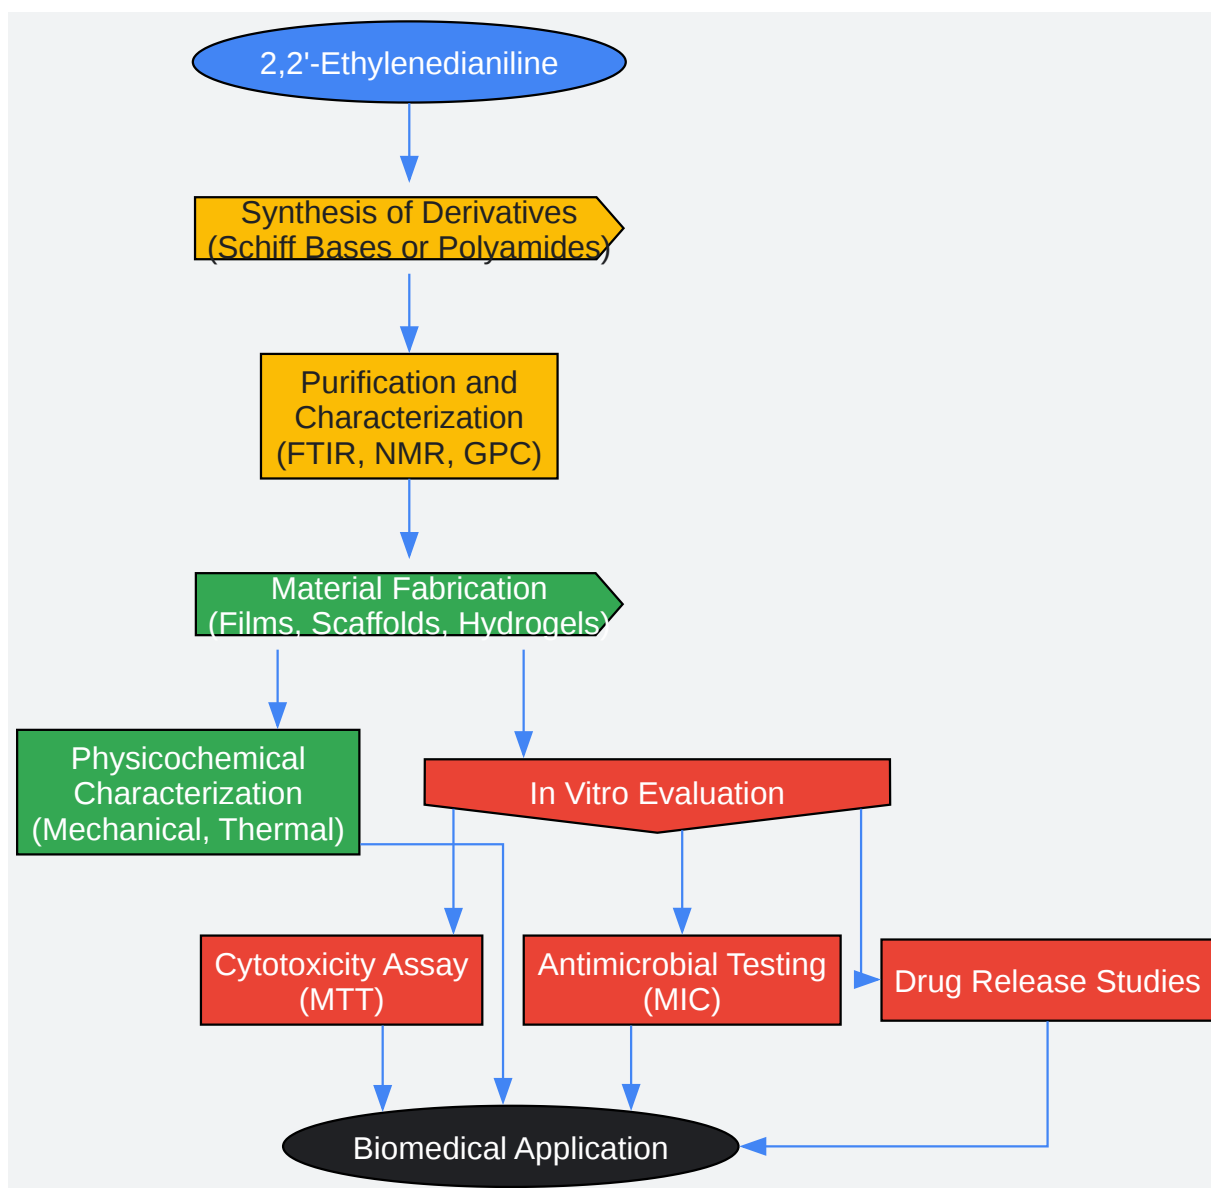 2,2'-Ethylenedianiline
Synthesis of Derivatives
(Schiff Bases or Polyamides)
Purification and
Characterization
(FTIR, NMR, GPC)
Material Fabrication
(Films, Scaffolds, Hydrogels)
Physicochemical
Characterization
(Mechanical, Thermal)
In Vitro Evaluation
Cytotoxicity Assay
(MTT)
Antimicrobial Testing
(MIC)
Drug Release Studies
Biomedical Application